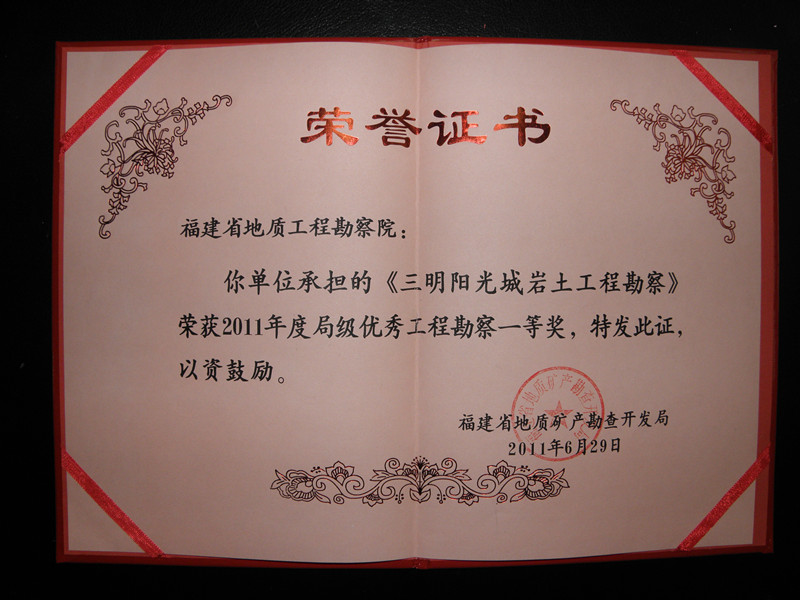 荣誉证书
福建省地质工程勘察院：
你单位承担的《三明阳光城岩土工程勘察》
荣获2011年度局级优秀工程勘察一等奖，特发此证，
以资鼓励。
福建省地质矿产勘查开发局
2011年6月29日